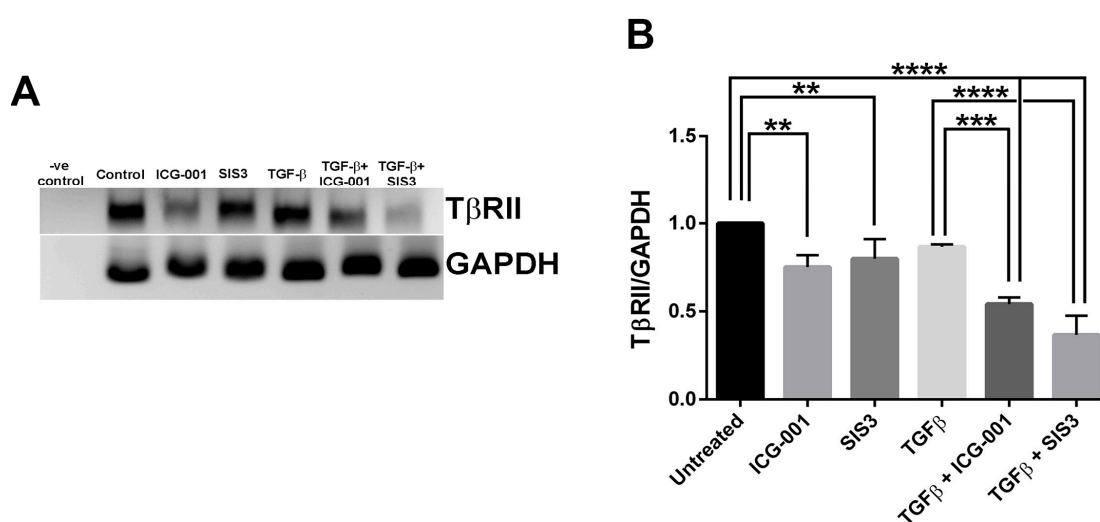 A
-ve
control
Control
ICG-001
SIS3
TGF-β
TGF-β+
ICG-001
TGF-β+
SIS3
TβRII
GAPDH
B
****
**
****
**
***
TβRII/GAPDH
1.5
1.0
0.5
0.0
Untreated
ICG-001
SIS3
TGFβ
TGFβ + ICG-001
TGFβ + SIS3